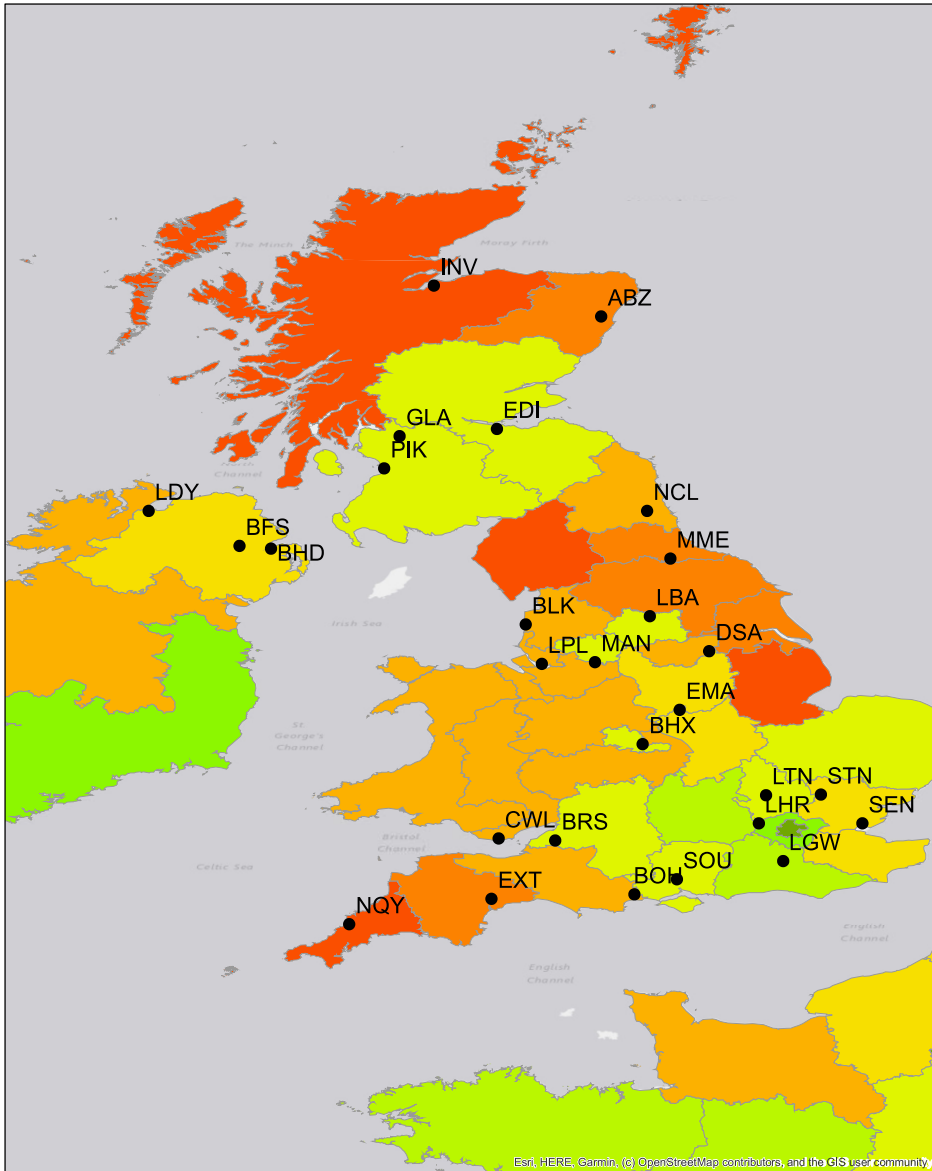 The Minch
Moray Firth
INV
ABZ
GLA
EDI
PIK
North
Channel
LDY
NCL
BFS
BHD
MME
Irish Sea
BLK
LBA
LPL
MAN
DSA
EMA
St.
George's
Channel
BHX
LTN
STN
LHR
SEN
CWL
BRS
Bristol
Channel
LGW
Celtic Sea
SOU
BOH
EXT
NQY
English
Channel
English
Channel
Esri, HERE, Garmin, (c) OpenStreetMap contributors, and the GIS user community